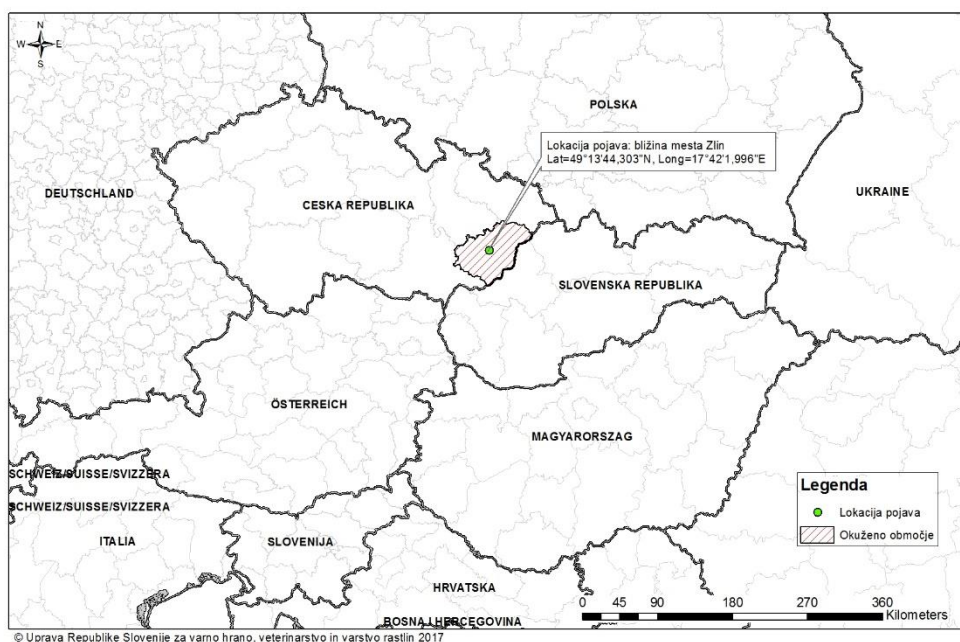 N
W E
S
POLSKA
Lokacija pojava: bližina mesta Zlin
Lat=49°13'44,303"N, Long=17°42'1,996"E
DEUTSCHLAND
CESKA REPUBLIKA
UKRAINE
SLOVENSKA REPUBLIKA
ÖSTERREICH
MAGYARORSZAG
SCHWEIZ/SUISSE/SVIZZERA
SCHWEIZ/SUISSE/SVIZZERA
ITALIA
SLOVENIJA
HRVATSKA
BOSNA I HERCEGOVINA
Legenda
Lokacija pojava
Okuženo območje
0 45 90 180 270 360
Kilometers
© Uprava Republike Slovenije za varno hrano, veterinarstvo in varstvo rastlin 2017